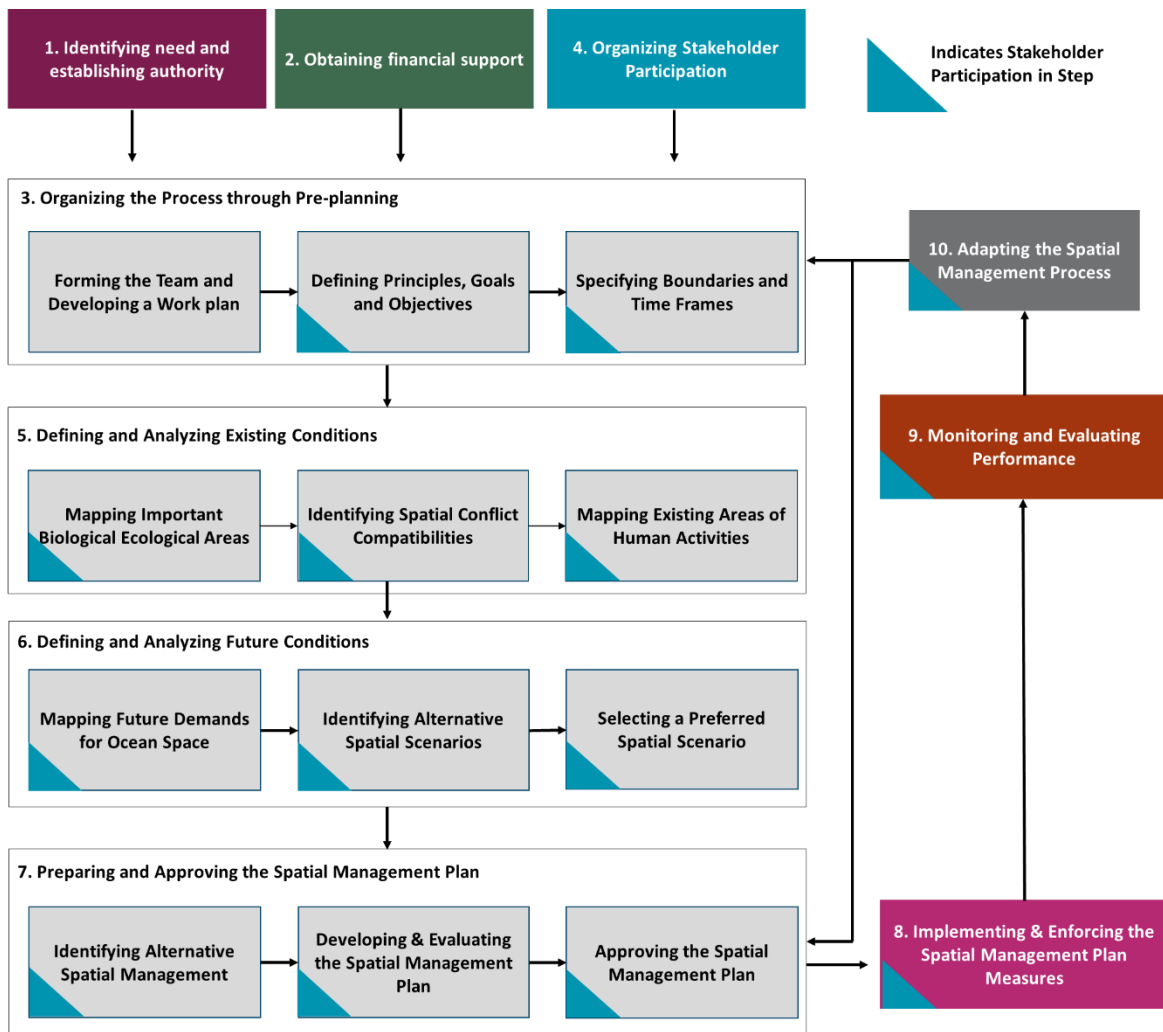 1. Identifying need and
establishing authority
2. Obtaining financial support
4. Organizing Stakeholder
Participation
Indicates Stakeholder
Participation in Step
3. Organizing the Process through Pre-planning
Forming the Team and
Developing a Work plan
Defining Principles, Goals
and Objectives
Specifying Boundaries and
Time Frames
10. Adapting the Spatial
Management Process
5. Defining and Analyzing Existing Conditions
Mapping Important
Biological Ecological Areas
Identifying Spatial Conflict
Compatibilities
Mapping Existing Areas of
Human Activities
9. Monitoring and Evaluating
Performance
6. Defining and Analyzing Future Conditions
Mapping Future Demands
for Ocean Space
Identifying Alternative
Spatial Scenarios
Selecting a Preferred
Spatial Scenario
7. Preparing and Approving the Spatial Management Plan
Identifying Alternative
Spatial Management
Developing & Evaluating
the Spatial Management
Plan
Approving the Spatial
Management Plan
8. Implementing & Enforcing the
Spatial Management Plan
Measures